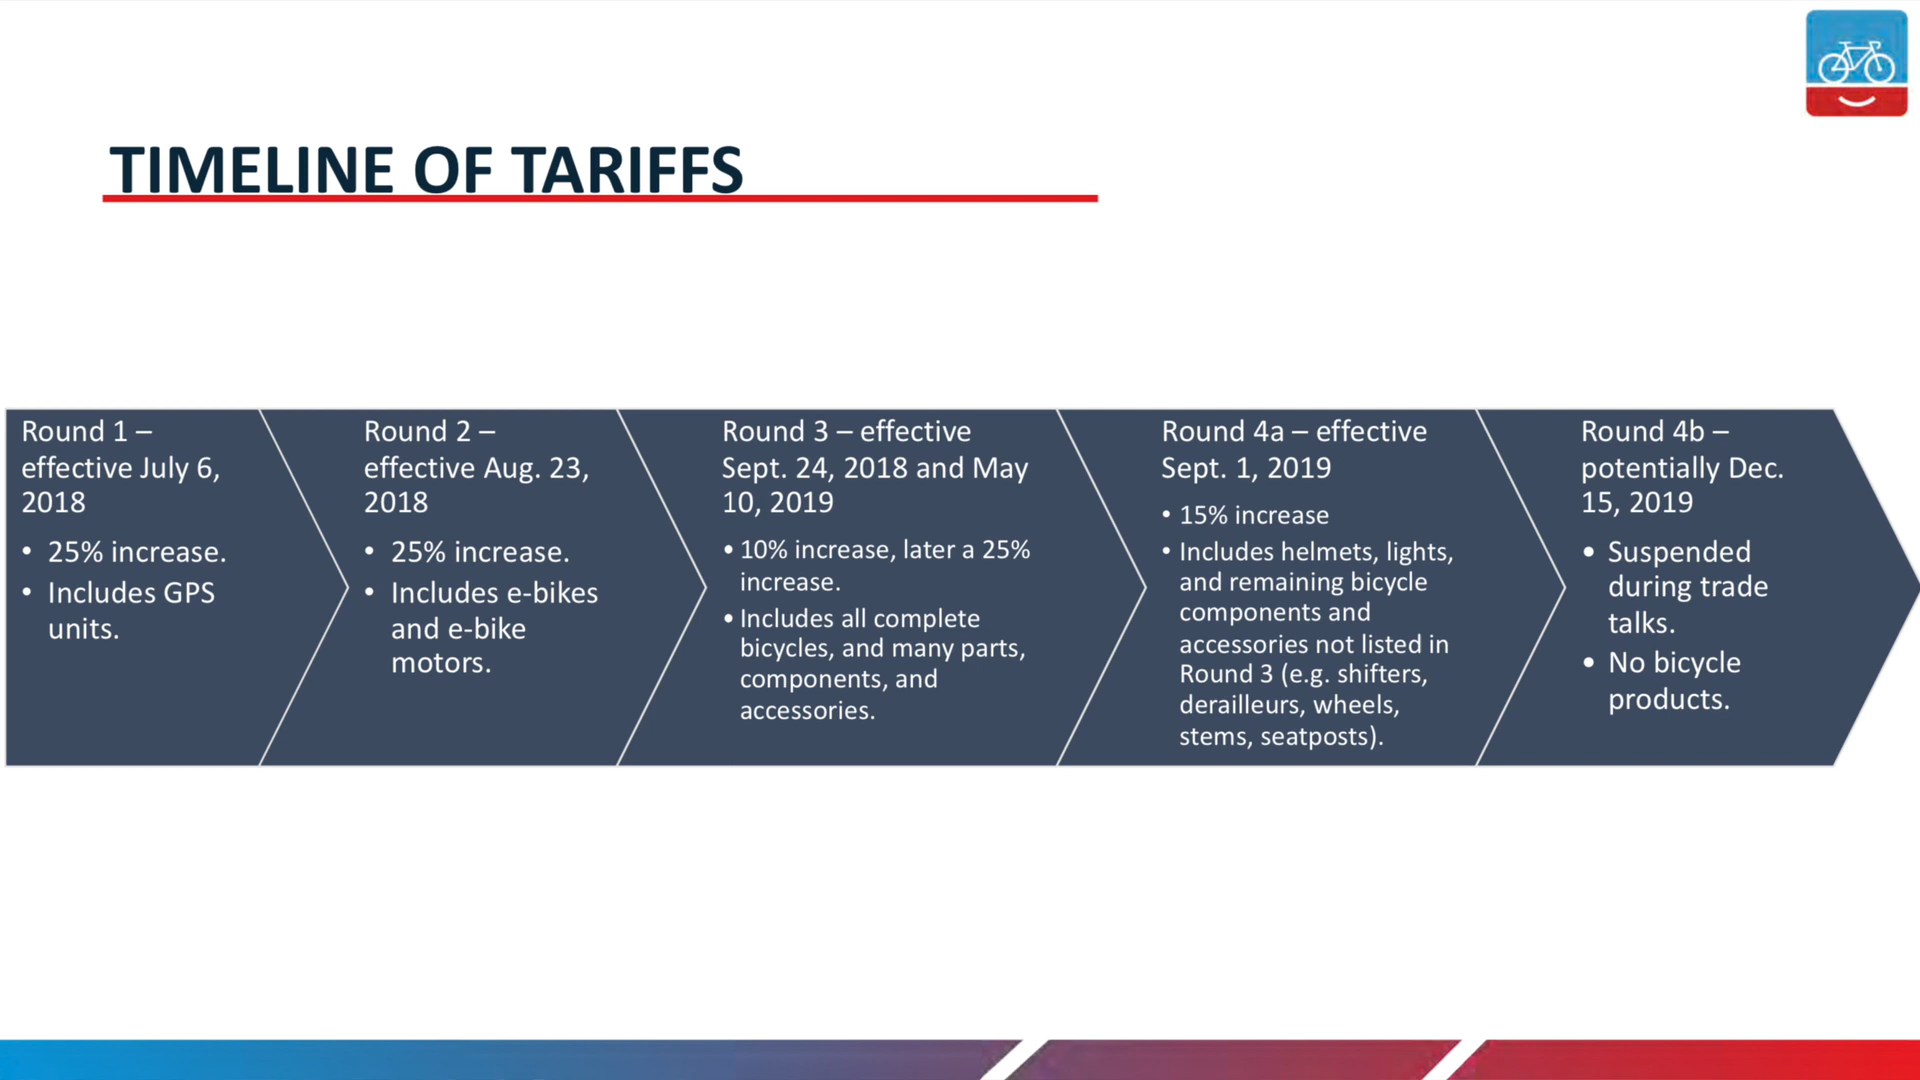 TIMELINE OF TARIFFS
Round 1 –
effective July 6,
2018
• 25% increase.
• Includes GPS
units.
Round 2 –
effective Aug. 23,
2018
• 25% increase.
• Includes e-bikes
and e-bike
motors.
Round 3 – effective
Sept. 24, 2018 and May
10, 2019
• 10% increase, later a 25%
increase.
• Includes all complete
bicycles, and many parts,
components, and
accessories.
Round 4a – effective
Sept. 1, 2019
• 15% increase
• Includes helmets, lights,
and remaining bicycle
components and
accessories not listed in
Round 3 (e.g. shifters,
derailleurs, wheels,
stems, seatposts).
Round 4b –
potentially Dec.
15, 2019
• Suspended
during trade
talks.
• No bicycle
products.